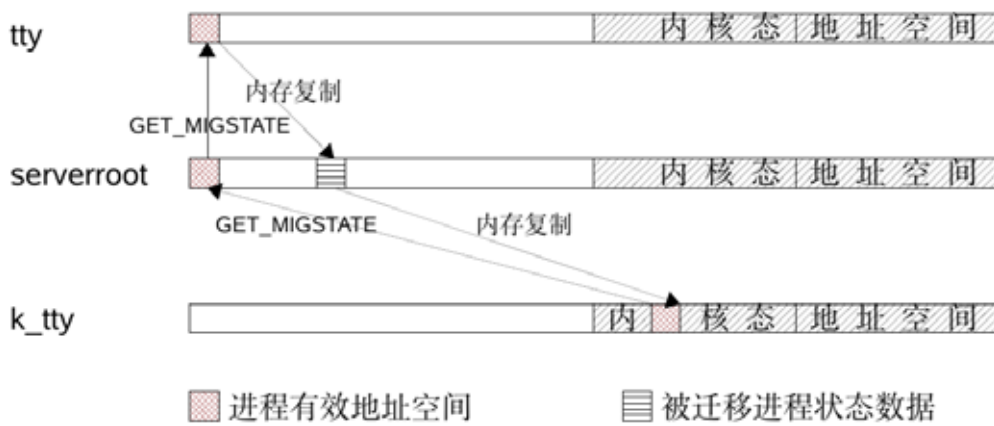 tty 内核态 地址空间
内存复制
GET_MIGSTATE
serverroot 内核态 地址空间
GET_MIGSTATE 内存复制
k_tty 内核态 地址空间
进程有效地址空间 被迁移进程状态数据